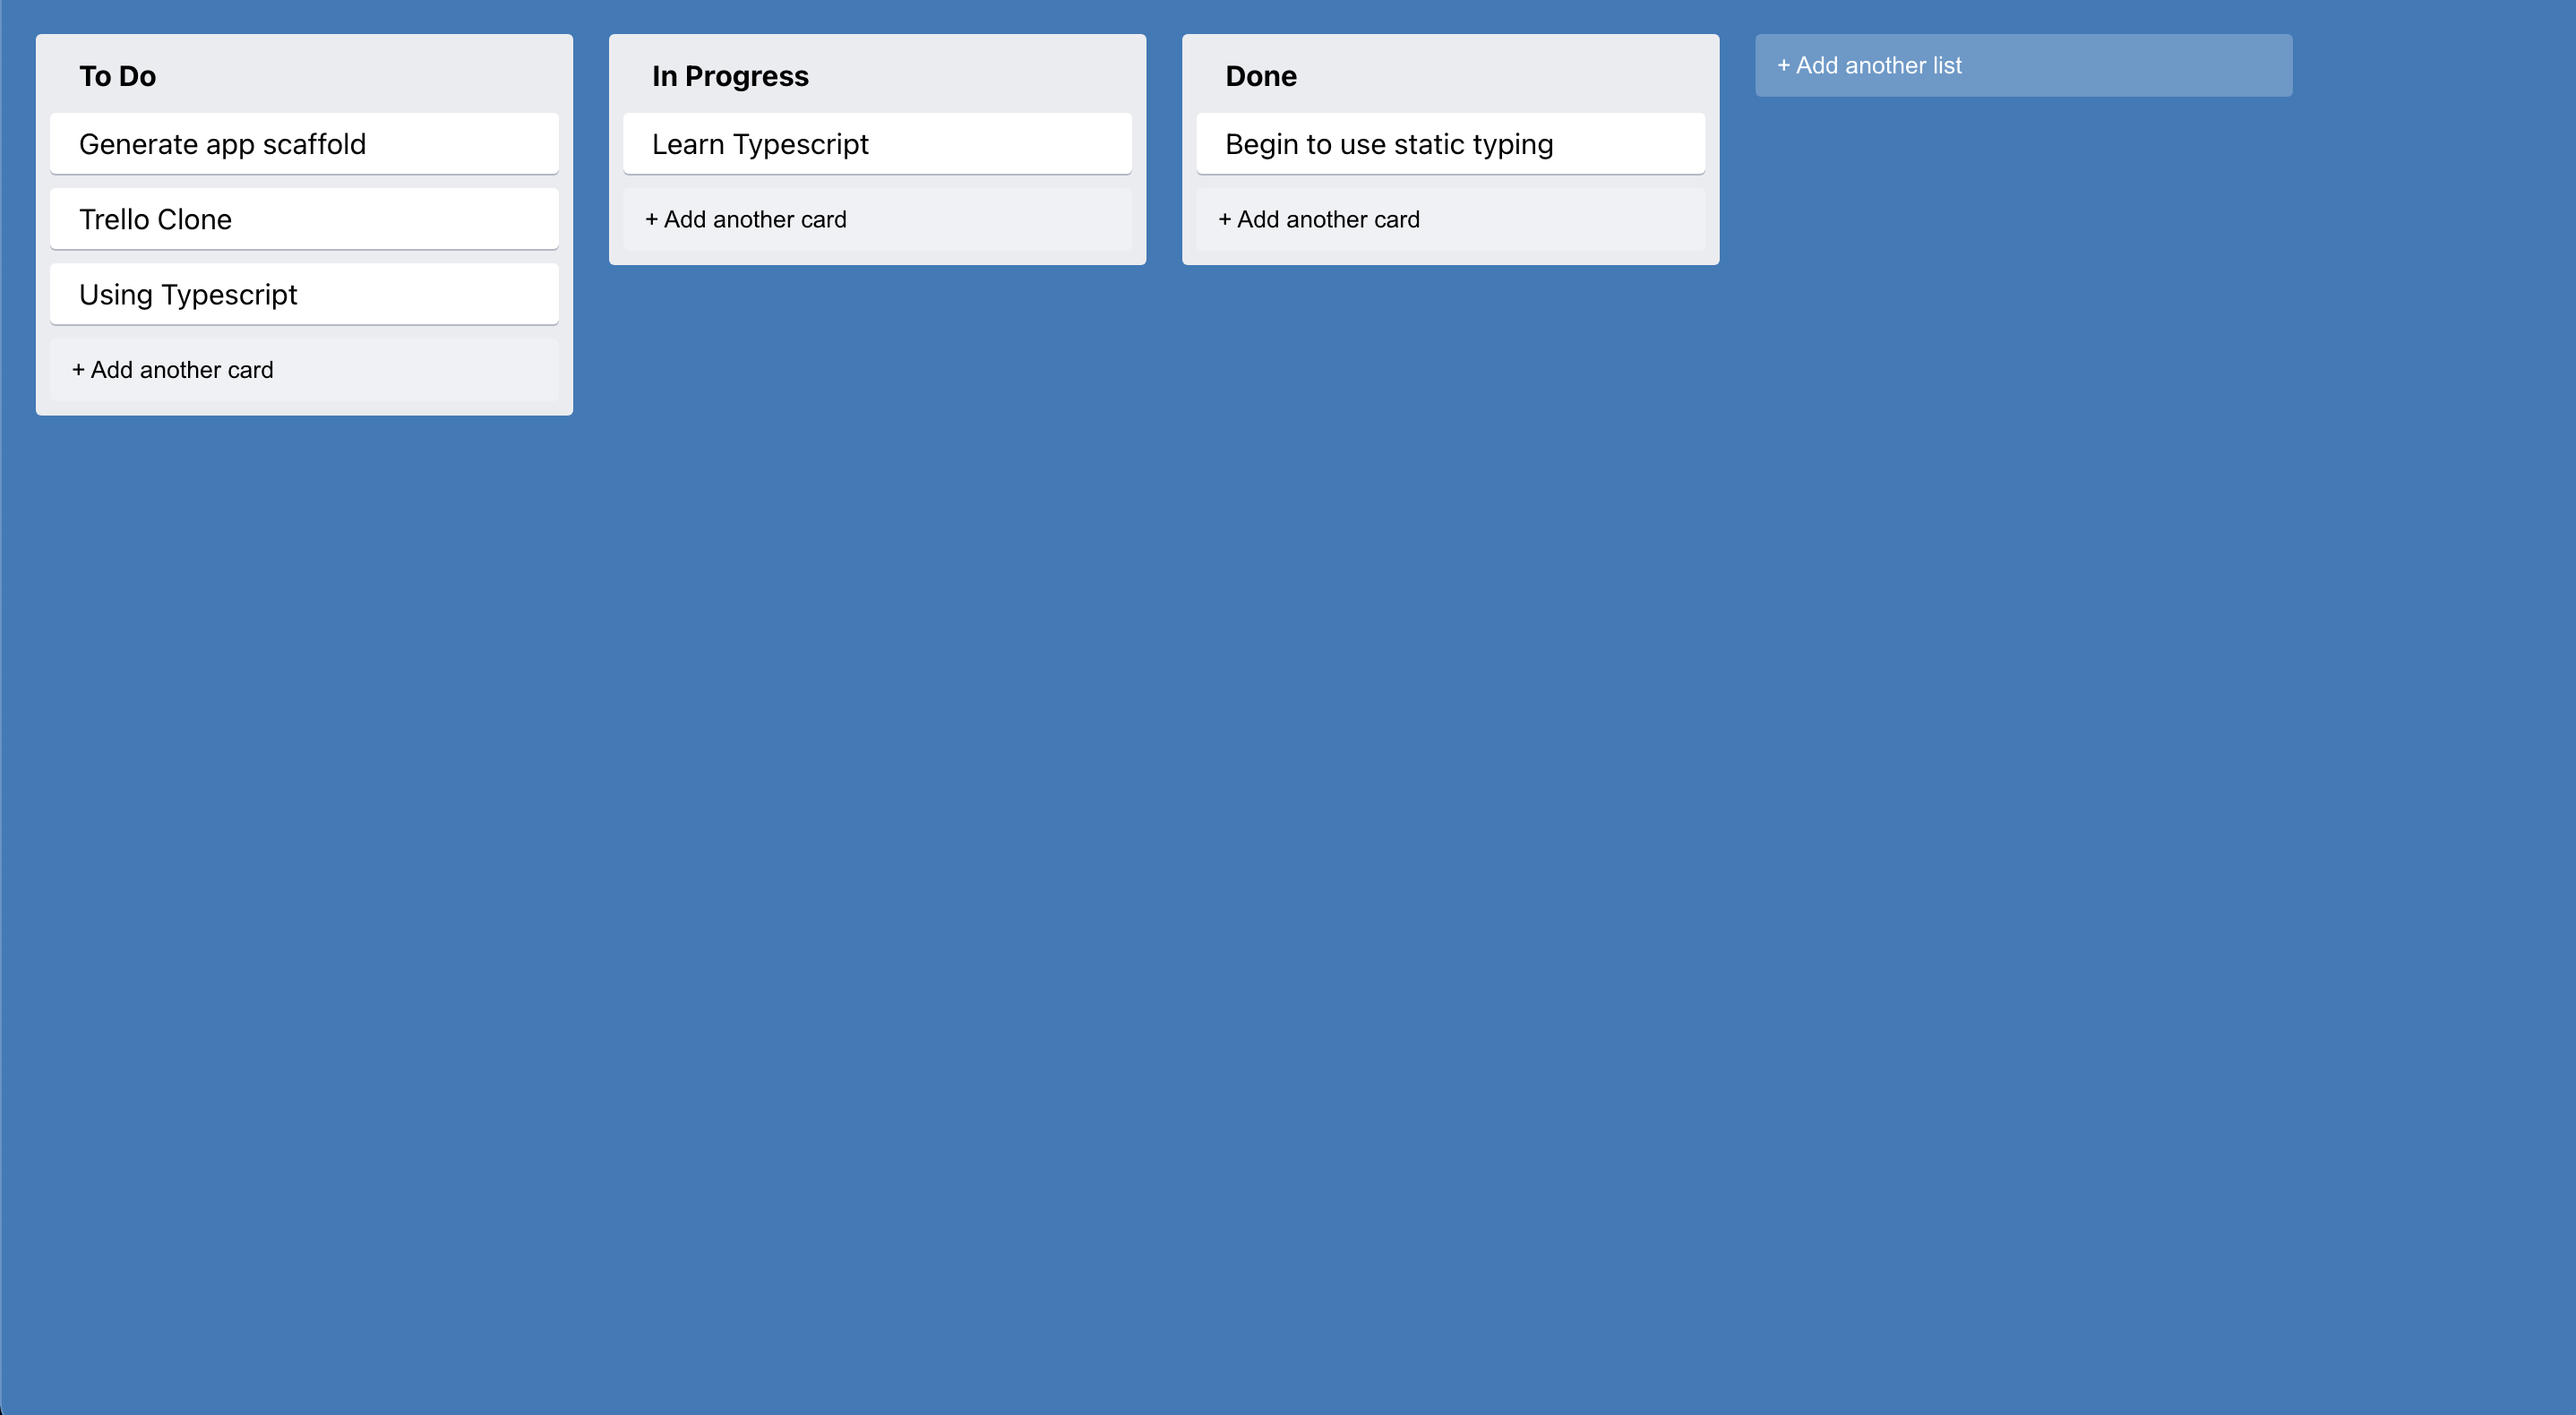 To Do
Generate app scaffold
Trello Clone
Using Typescript
+ Add another card
In Progress
Learn Typescript
+ Add another card
Done
Begin to use static typing
+ Add another card
+ Add another list